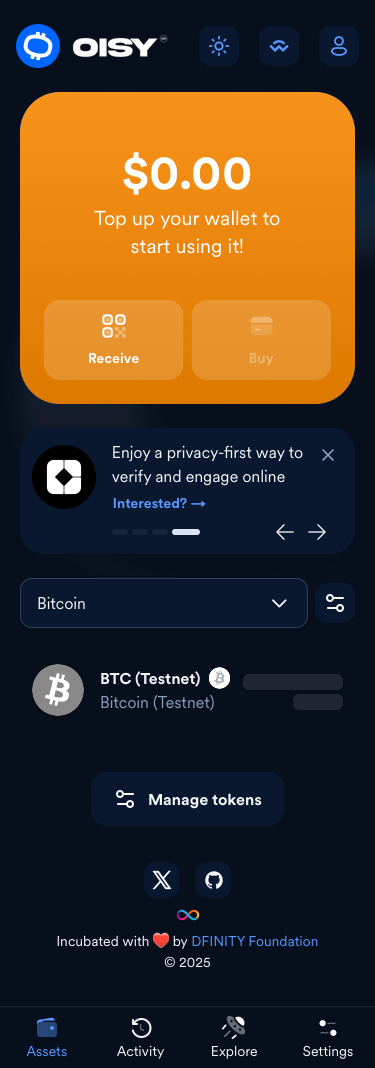 OISY
$0.00
Top up your wallet to
start using it!
Receive
Buy
Enjoy a privacy-first way to
verify and engage online
Interested? →
Bitcoin
BTC (Testnet)
Bitcoin (Testnet)
Manage tokens
Incubated with ❤️ by DFINITY Foundation
© 2025
Assets
Activity
Explore
Settings